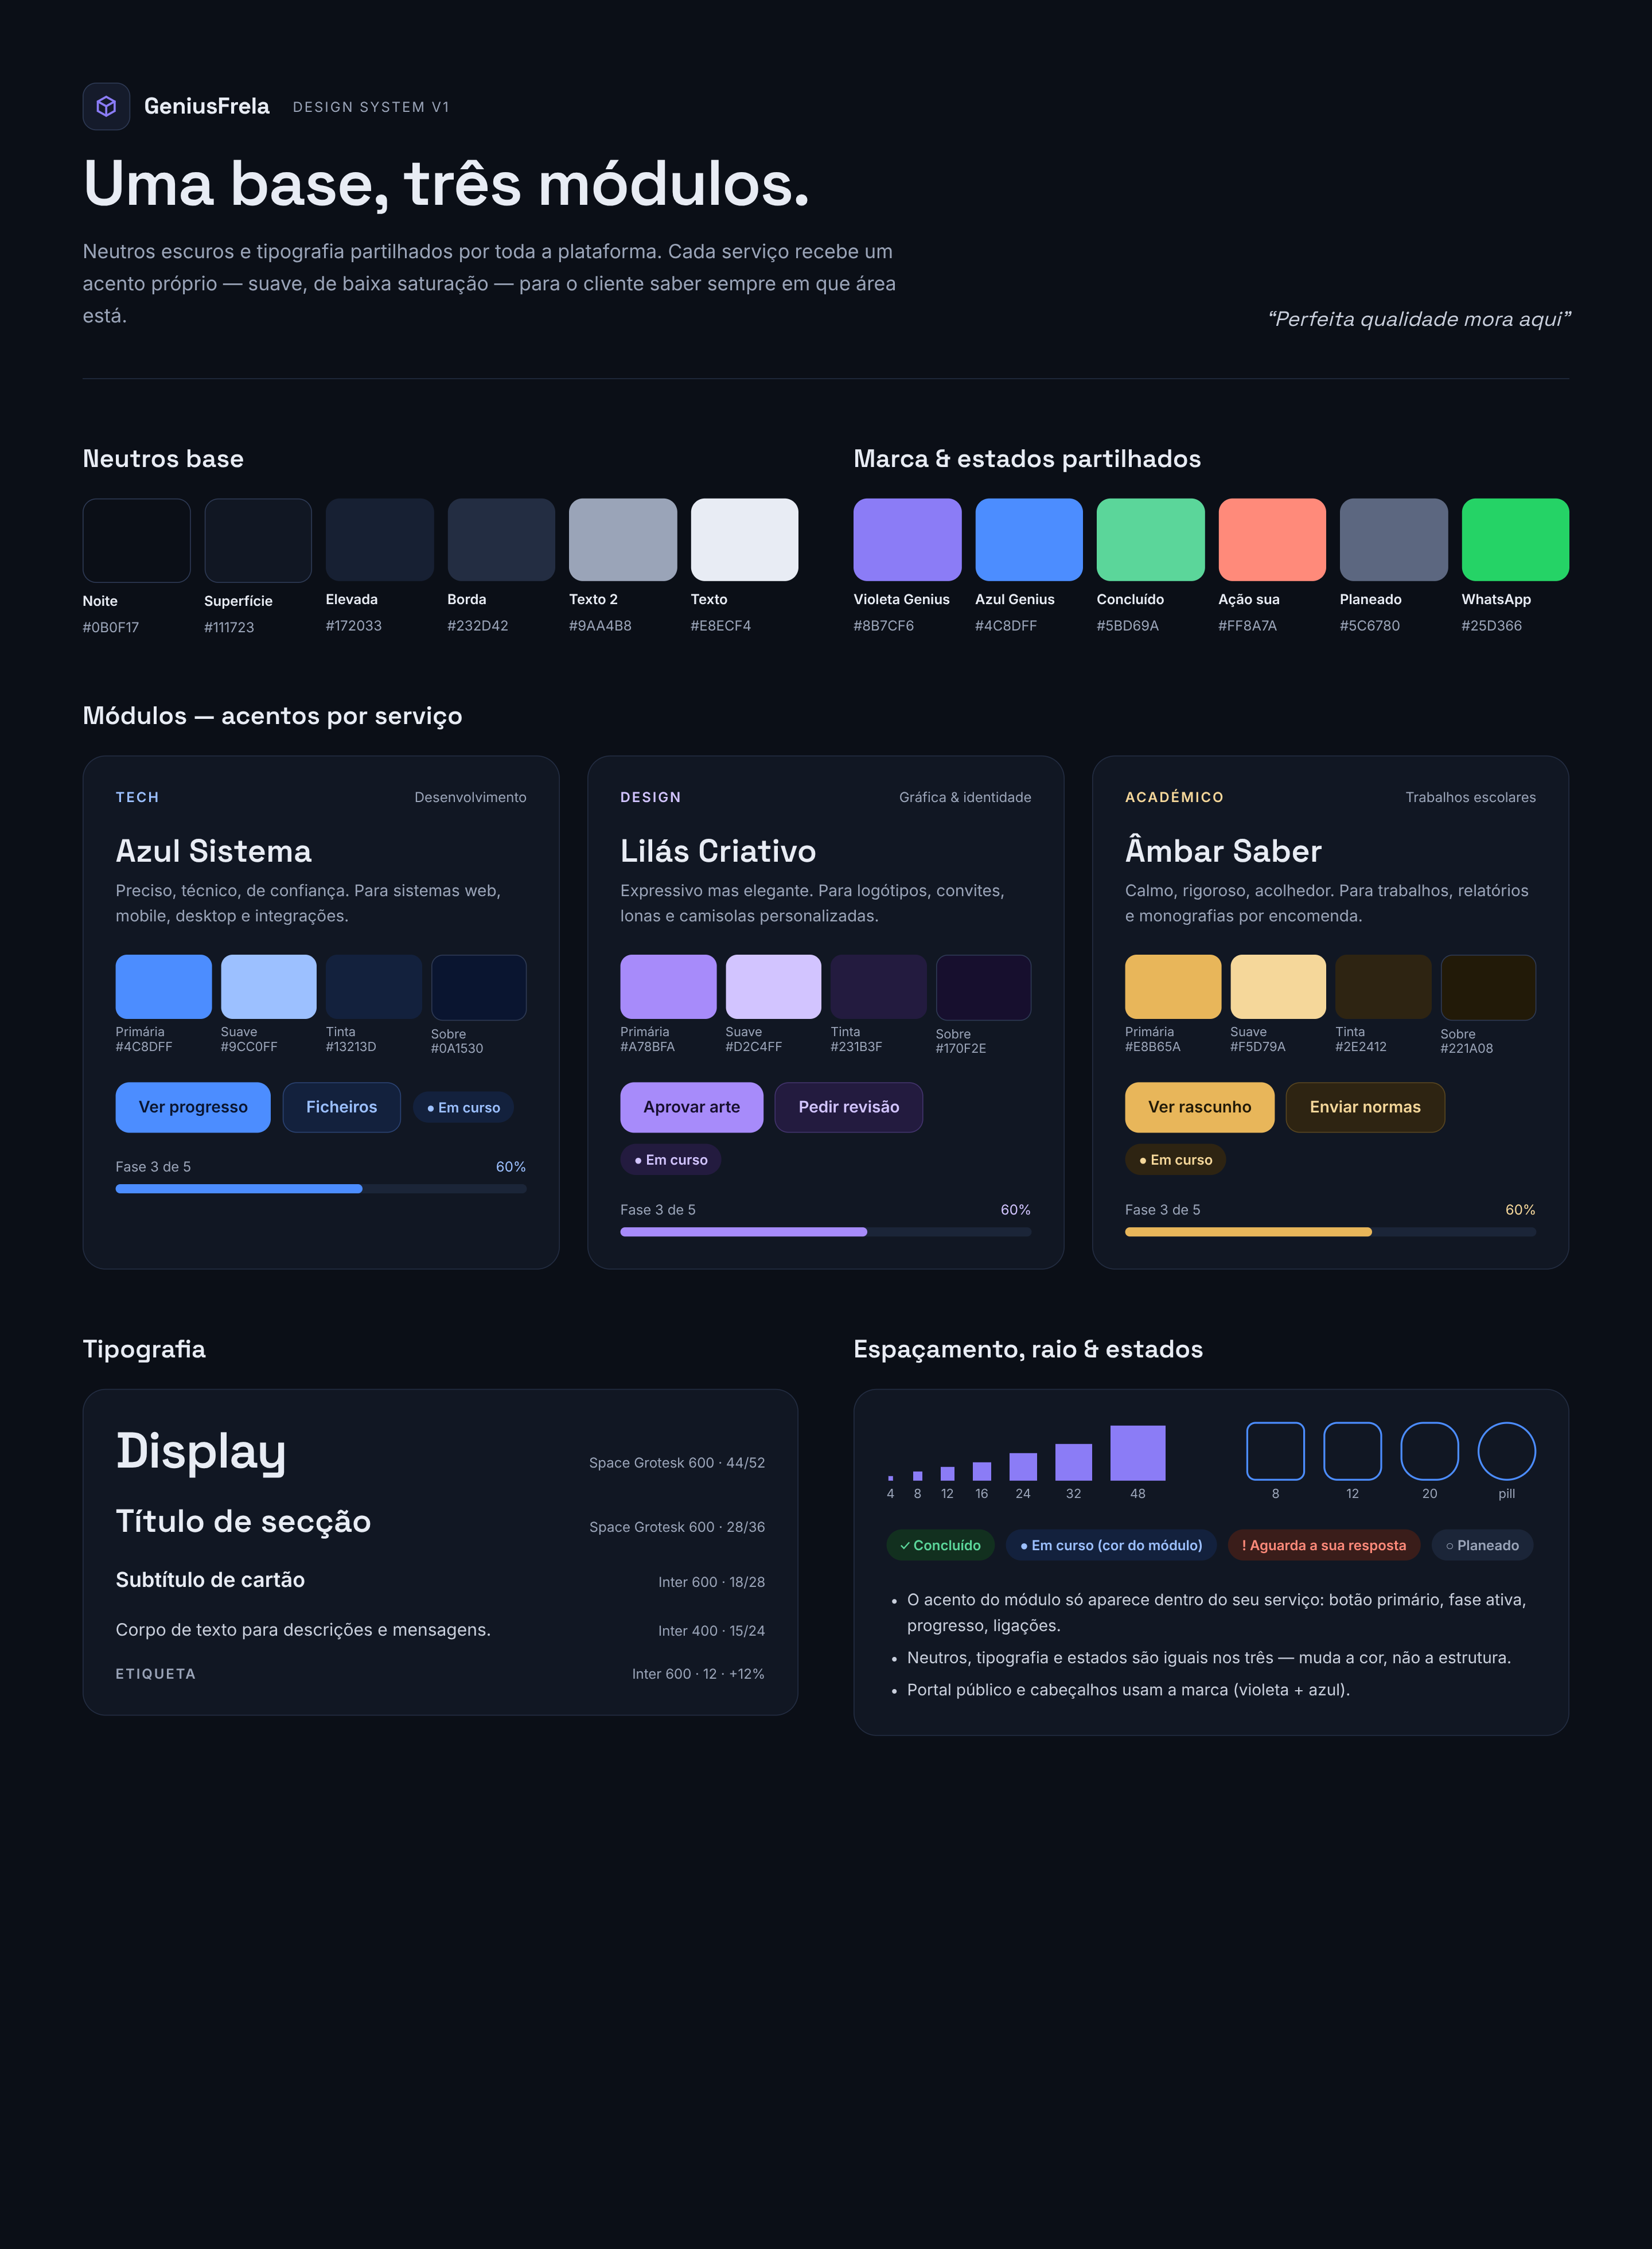 GeniusFrela DESIGN SYSTEM V1
Uma base, três módulos.
Neutros escuros e tipografia partilhados por toda a plataforma. Cada serviço recebe um
acento próprio — suave, de baixa saturação — para o cliente saber sempre em que área
está.
“Perfeita qualidade mora aqui”
Neutros base
Noite
#0B0F17
Superfície
#111723
Elevada
#172033
Borda
#232D42
Texto 2
#9AA4B8
Texto
#E8ECF4
Marca & estados partilhados
Violeta Genius
#8B7CF6
Azul Genius
#4C8DFF
Concluído
#5BD69A
Ação sua
#FF8A7A
Planeado
#5C6780
WhatsApp
#25D366
Módulos — acentos por serviço
TECH
Desenvolvimento
Azul Sistema
Preciso, técnico, de confiança. Para sistemas web,
mobile, desktop e integrações.
Primária
#4C8DFF
Suave
#9CC0FF
Tinta
#13213D
Sobre
#0A1530
Ver progresso
Ficheiros
● Em curso
Fase 3 de 5
60%
DESIGN
Gráfica & identidade
Lilás Criativo
Expressivo mas elegante. Para logótipos, convites,
lonas e camisolas personalizadas.
Primária
#A78BFA
Suave
#D2C4FF
Tinta
#231B3F
Sobre
#170F2E
Aprovar arte
Pedir revisão
● Em curso
Fase 3 de 5
60%
ACADÉMICO
Trabalhos escolares
Âmbar Saber
Calmo, rigoroso, acolhedor. Para trabalhos, relatórios
e monografias por encomenda.
Primária
#E8B65A
Suave
#F5D79A
Tinta
#2E2412
Sobre
#221A08
Ver rascunho
Enviar normas
● Em curso
Fase 3 de 5
60%
Tipografia
Display
Space Grotesk 600 · 44/52
Título de secção
Space Grotesk 600 · 28/36
Subtítulo de cartão
Inter 600 · 18/28
Corpo de texto para descrições e mensagens.
Inter 400 · 15/24
ETIQUETA
Inter 600 · 12 · +12%
Espaçamento, raio & estados
4 8 12 16 24 32 48
8 12 20 pill
✓ Concluído
● Em curso (cor do módulo)
! Aguarda a sua resposta
○ Planeado
• O acento do módulo só aparece dentro do seu serviço: botão primário, fase ativa,
progresso, ligações.
• Neutros, tipografia e estados são iguais nos três — muda a cor, não a estrutura.
• Portal público e cabeçalhos usam a marca (violeta + azul).